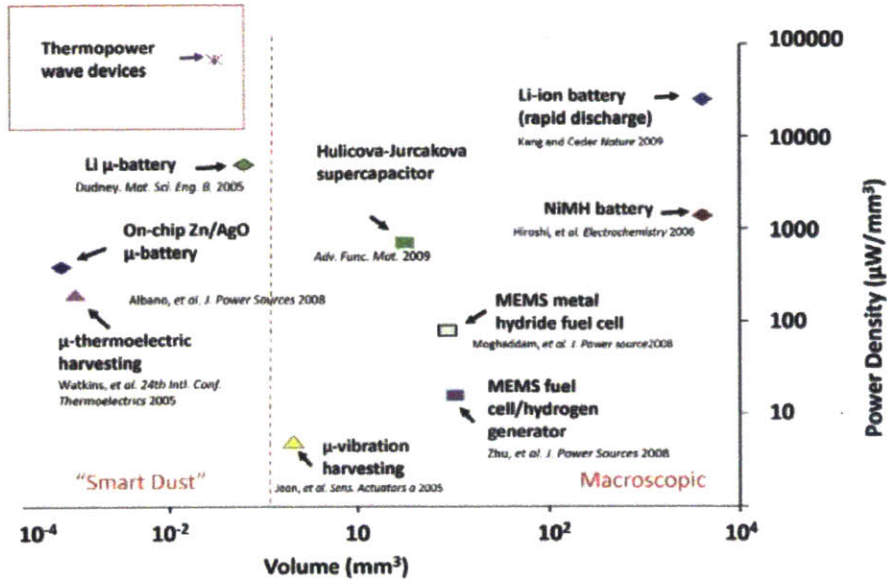 Thermopower
wave devices
Li μ-battery
Dudney. Mat. Sci. Eng. B. 2005
On-chip Zn/AgO
μ-battery
Albano, et al. J. Power Sources 2008
μ-thermoelectric
harvesting
Watkins, et al. 24th Intl. Conf.
Thermoelectrics 2005
Hulicova-Jurcakova
supercapacitor
Adv. Func. Mat. 2009
Li-ion battery
(rapid discharge)
Kang and Ceder Nature 2009
NiMH battery
Hiroshi, et al. Electrochemistry 2006
MEMS metal
hydride fuel cell
Moghaddam, et al J. Power source2008
MEMS fuel
cell/hydrogen
generator
Zhu, et al. J. Power Sources 2008
μ-vibration
harvesting
Jeon, et al. Sens. Actuators a 2005
"Smart Dust"
Macroscopic
100000
10000
1000
100
10
Power Density (μW/mm³)
10⁻⁴
10⁻²
10
10²
10⁴
Volume (mm³)